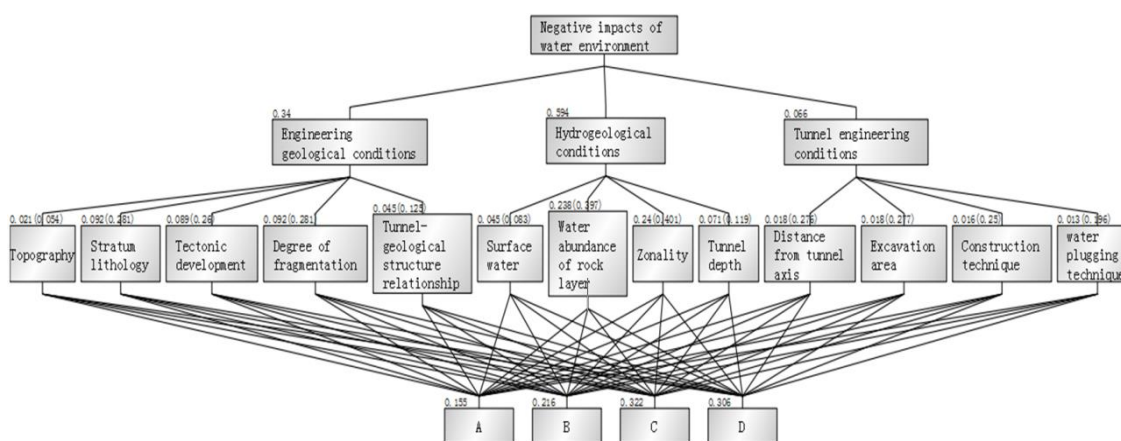 Negative impacts of
water environment
0.34
Engineering
geological conditions
0.594
Hydrogeological
conditions
0.066
Tunnel engineering
conditions
0.021(0.054)
Topography
0.092(0.281)
Stratum
lithology
0.089(0.26)
Tectonic
development
0.092(0.281)
Degree of
fragmentation
0.045(0.125)
Tunnel-
geological
structure
relationship
0.045(0.083)
Surface
water
0.238(0.397)
Water
abundance
of rock
layer
0.24(0.401)
Zonality
0.071(0.119)
Tunnel
depth
0.018(0.276)
Distance
from tunnel
axis
0.018(0.277)
Excavation
area
0.016(0.25)
Construction
technique
0.013(0.196)
water
plugging
technique
0.155
A
0.216
B
0.322
C
0.306
D